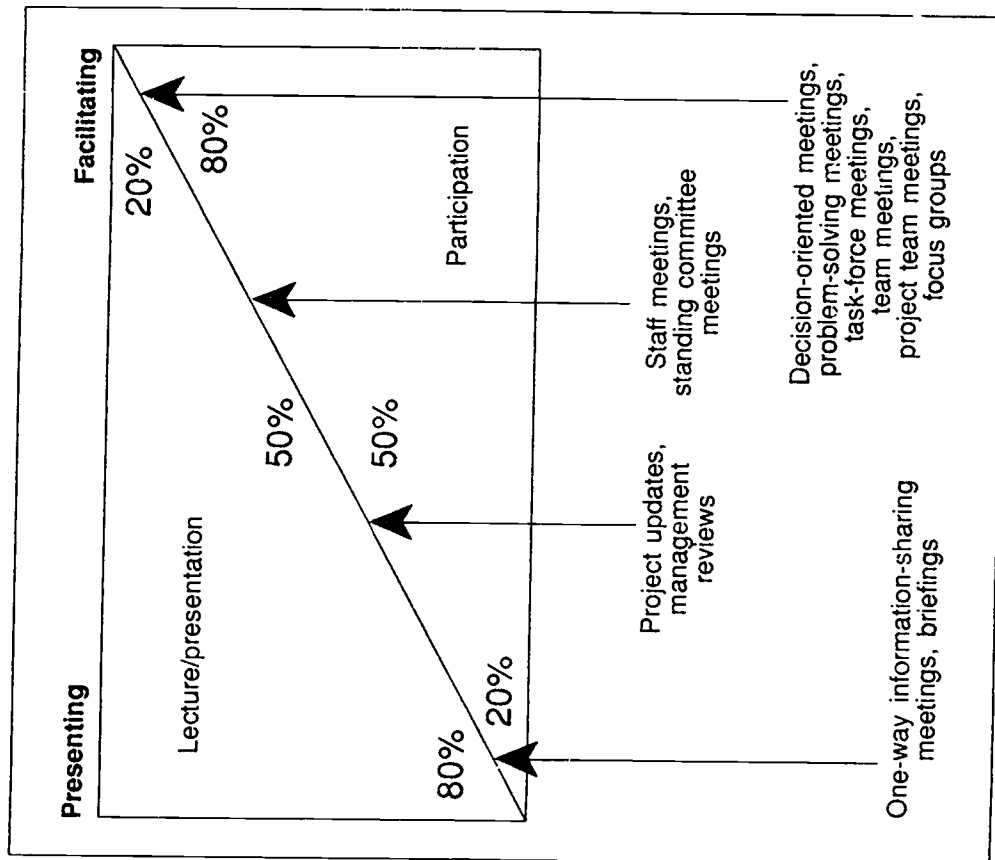 Presenting
Facilitating
Lecture/presentation
20%
80%
50%
50%
80%
20%
Participation
Project updates,
management
reviews
Staff meetings,
standing committee
meetings
One-way information-sharing
meetings, briefings
Decision-oriented meetings,
problem-solving meetings,
task-force meetings,
team meetings,
project team meetings,
focus groups